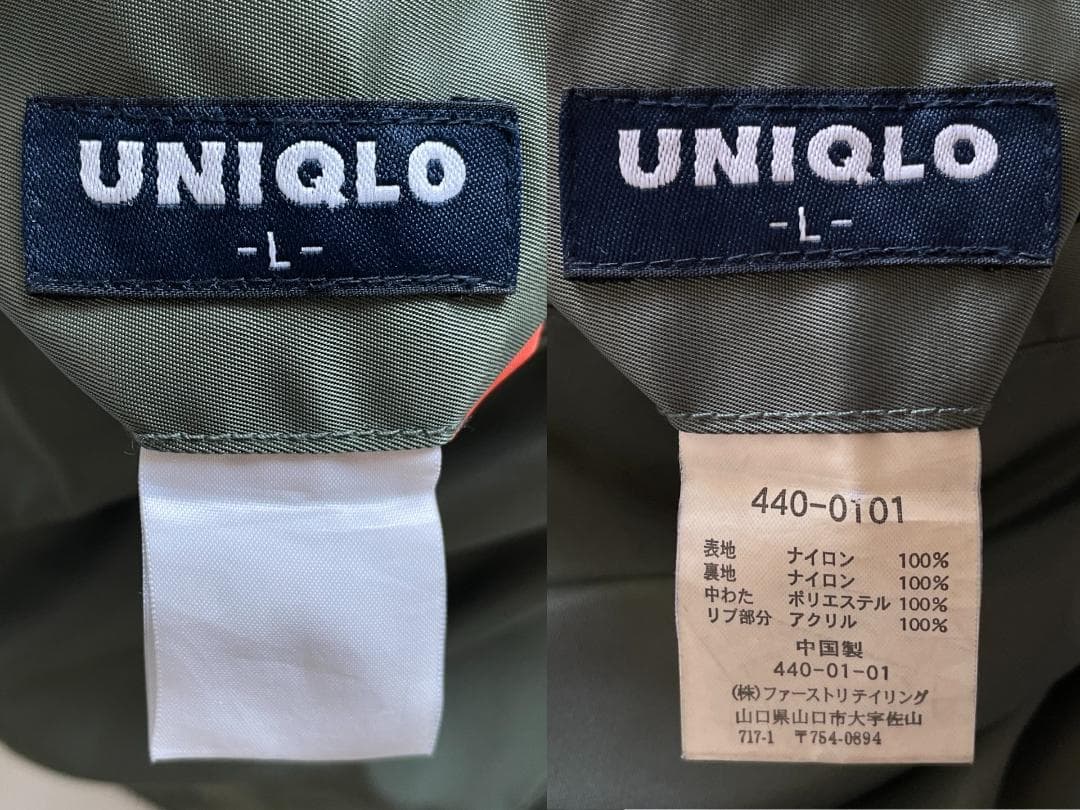 UNIQLO
-L-
UNIQLO
-L-
440-0101
表地 ナイロン 100%
裏地 ナイロン 100%
中わた ポリエステル 100%
リブ部分 アクリル 100%
中国製
440-01-01
(株)ファーストリテイリング
山口県山口市大字佐山
717-1 〒754-0894